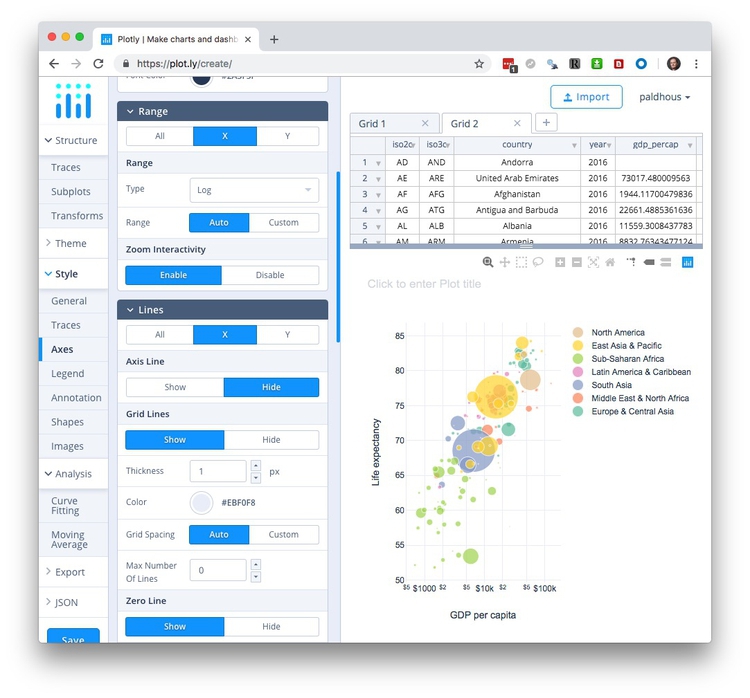 Plotly | Make charts and dashb
https://plot.ly/create/
1
Structure
Traces
Subplots
Transforms
Theme
Style
General
Traces
Axes
Legend
Annotation
Shapes
Images
Analysis
Curve
Fitting
Moving
Average
Export
JSON
Save
Range
All X Y
Range
Type Log
Range Auto Custom
Zoom Interactivity
Enable Disable
Lines
All X Y
Axis Line
Show Hide
Grid Lines
Show Hide
Thickness 1 px
Color #EBF0F8
Grid Spacing Auto Custom
Max Number 0
Of Lines
Zero Line
Show Hide
Import paldhous
Grid 1 Grid 2
iso2c iso3c country year gdp_percap
1 AD AND Andorra 2016
2 AE ARE United Arab Emirates 2016 73017.480009563
3 AF AFG Afghanistan 2016 1944.11700479836
4 AG ATG Antigua and Barbuda 2016 22661.4885361636
5 AL ALB Albania 2016 11559.3008437783
6 AM ARM Armenia 2016 8832.76343477124
Click to enter Plot title
85
80
75
70
65
60
55
50
Life expectancy
$5 $1000 $2 $5 $10k $2 $5 $100k
GDP per capita
North America
East Asia & Pacific
Sub-Saharan Africa
Latin America & Caribbean
South Asia
Middle East & North Africa
Europe & Central Asia